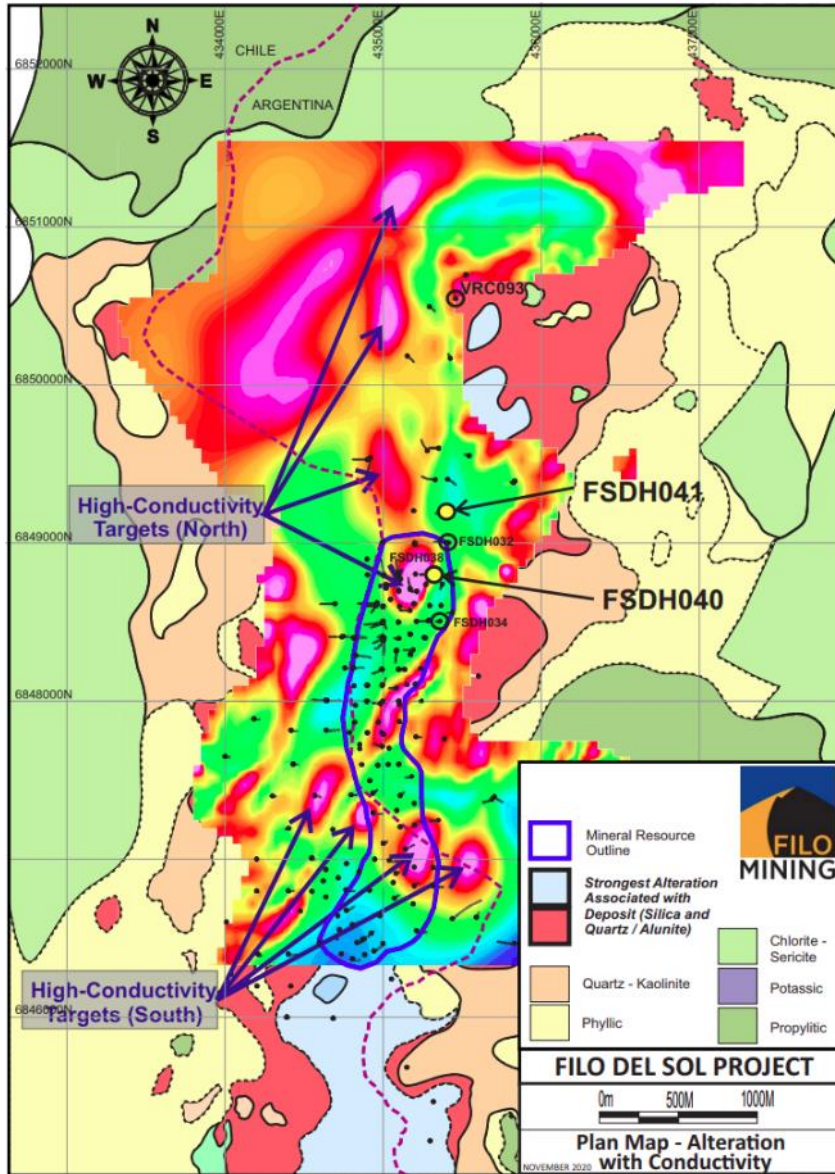 N
W
E
S
CHILE
ARGENTINA
434000E
435000E
436000E
437000E
6852000N
6851000N
6850000N
6849000N
6848000N
6846000N
VRC093
High-Conductivity
Targets (North)
FSDH041
FSDH032
FSDH038
FSDH040
FSDH034
High-Conductivity
Targets (South)
FILO
MINING
Mineral Resource
Outline
Strongest Alteration
Associated with
Deposit (Silica and
Quartz / Alunite)
Quartz - Kaolinite
Phyllic
Chlorite -
Sericite
Potassic
Propylitic
FILO DEL SOL PROJECT
0m 500M 1000M
Plan Map - Alteration
with Conductivity
NOVEMBER 2020